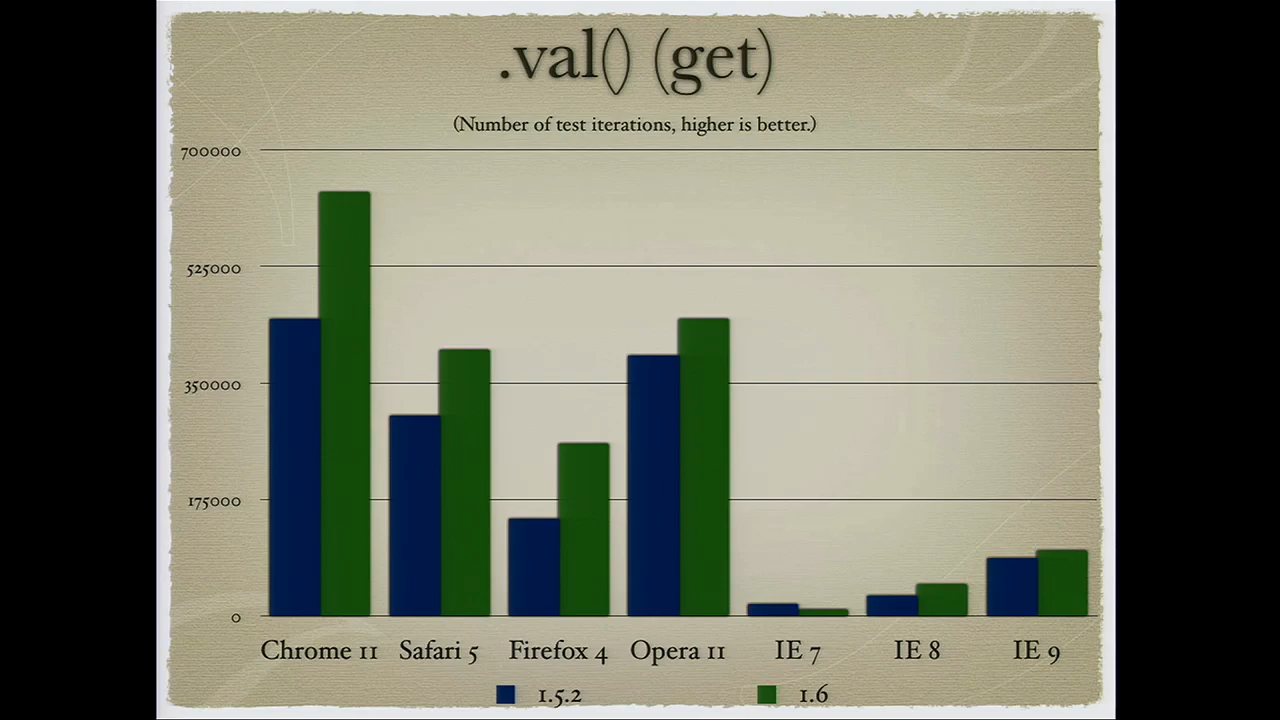 .val() (get)
(Number of test iterations, higher is better.)
700000
525000
350000
175000
0
Chrome 11 Safari 5 Firefox 4 Opera 11 IE 7 IE 8 IE 9
1.5.2 1.6